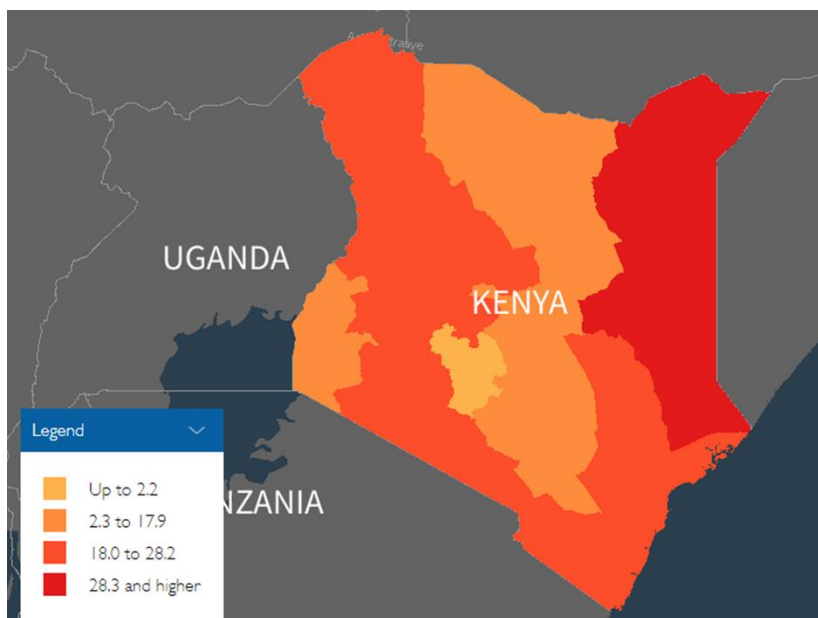 UGANDA
KENYA
NZANIA
Legend
Up to 2.2
2.3 to 17.9
18.0 to 28.2
28.3 and higher